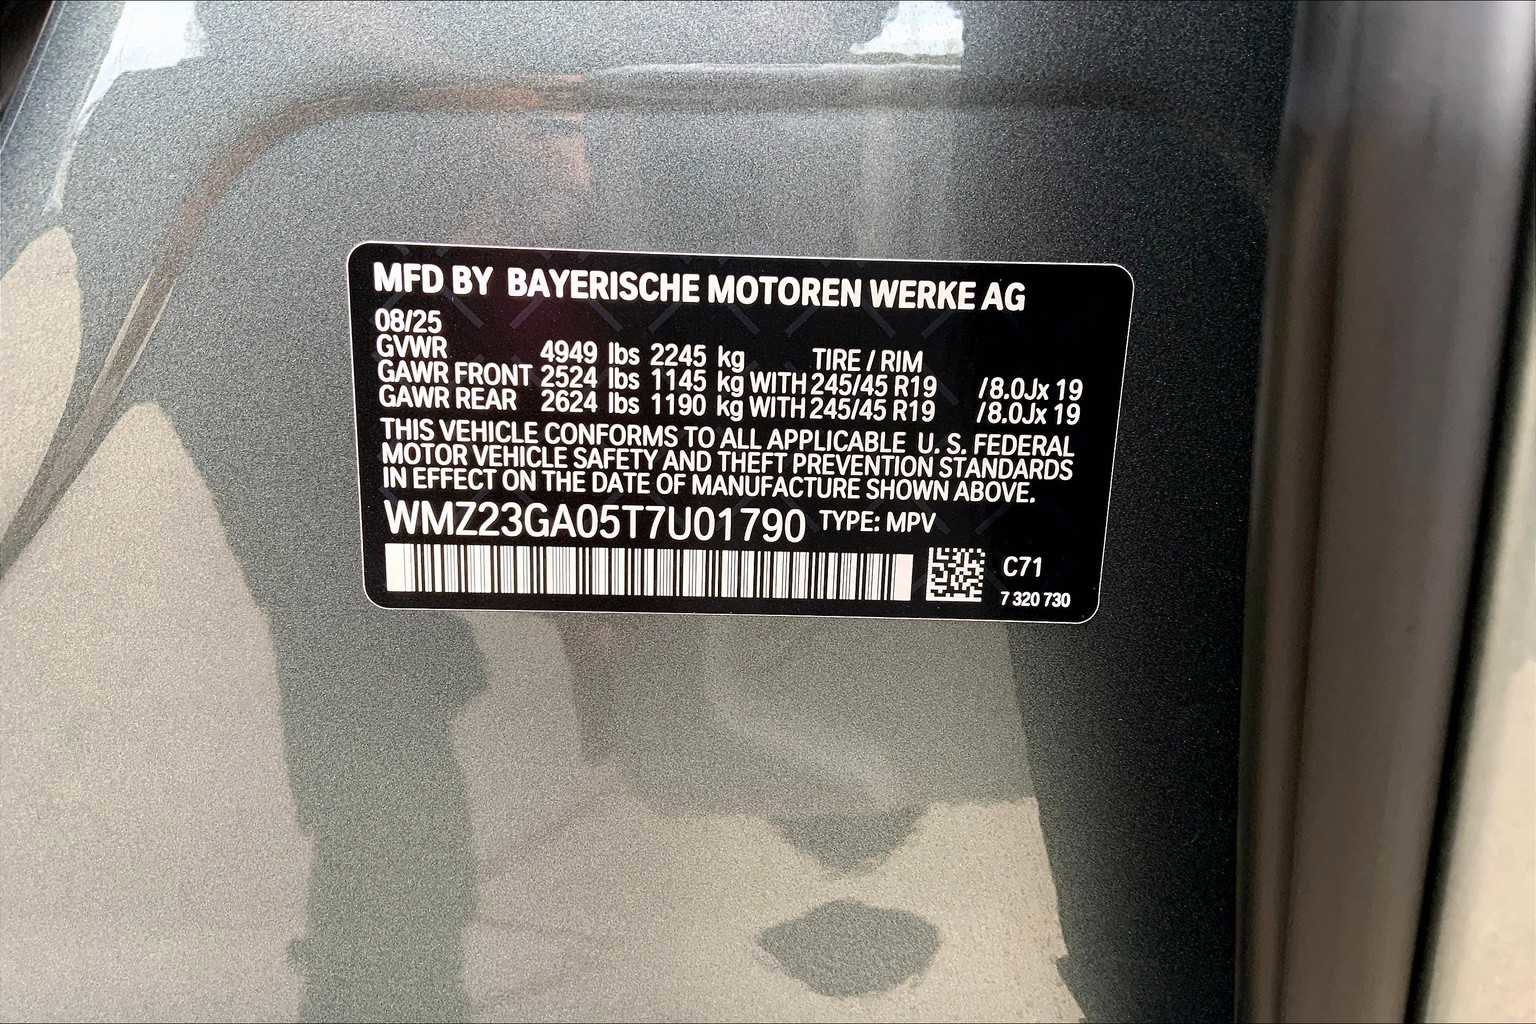 MFD BY BAYERISCHE MOTOREN WERKE AG
08/25
GVWR 4949 lbs 2245 kg TIRE / RIM
GAWR FRONT 2524 lbs 1145 kg WITH 245/45 R19 /8.0Jx 19
GAWR REAR 2624 lbs 1190 kg WITH 245/45 R19 /8.0Jx 19
THIS VEHICLE CONFORMS TO ALL APPLICABLE U. S. FEDERAL
MOTOR VEHICLE SAFETY AND THEFT PREVENTION STANDARDS
IN EFFECT ON THE DATE OF MANUFACTURE SHOWN ABOVE.
WMZ23GA05T7U01790 TYPE: MPV
C71
7 320 730